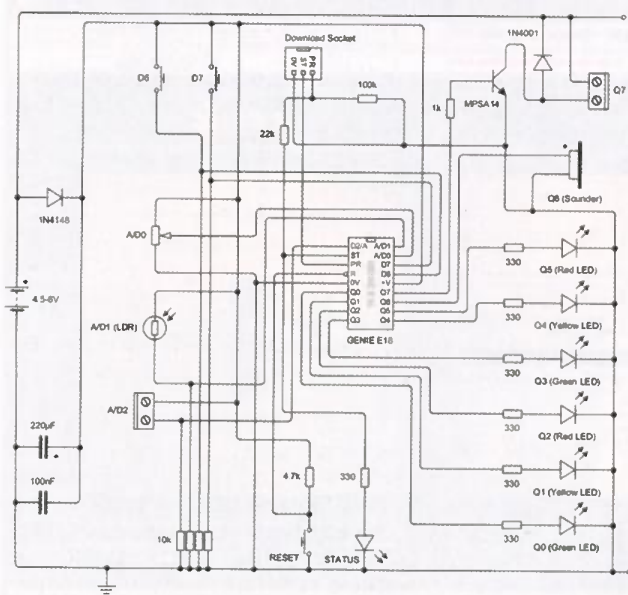 Download Socket
0V
ST
PR
1N4001
D6
D7
100k
1k
MPSA14
Q7
22k
Q6 (Sounder)
1N4148
A/D0
D2/A
ST
PR
R
0V
Q0
Q1
Q2
Q3
A/D1
A/D0
D7
D6
+V
Q7
Q6
Q5
Q4
GENIE E18
330
Q5 (Red LED)
4.5-6V
330
Q4 (Yellow LED)
A/D1 (LDR)
330
Q3 (Green LED)
A/D2
330
Q2 (Red LED)
220µF
100nF
4.7k
330
330
Q1 (Yellow LED)
10k
RESET
STATUS
330
Q0 (Green LED)